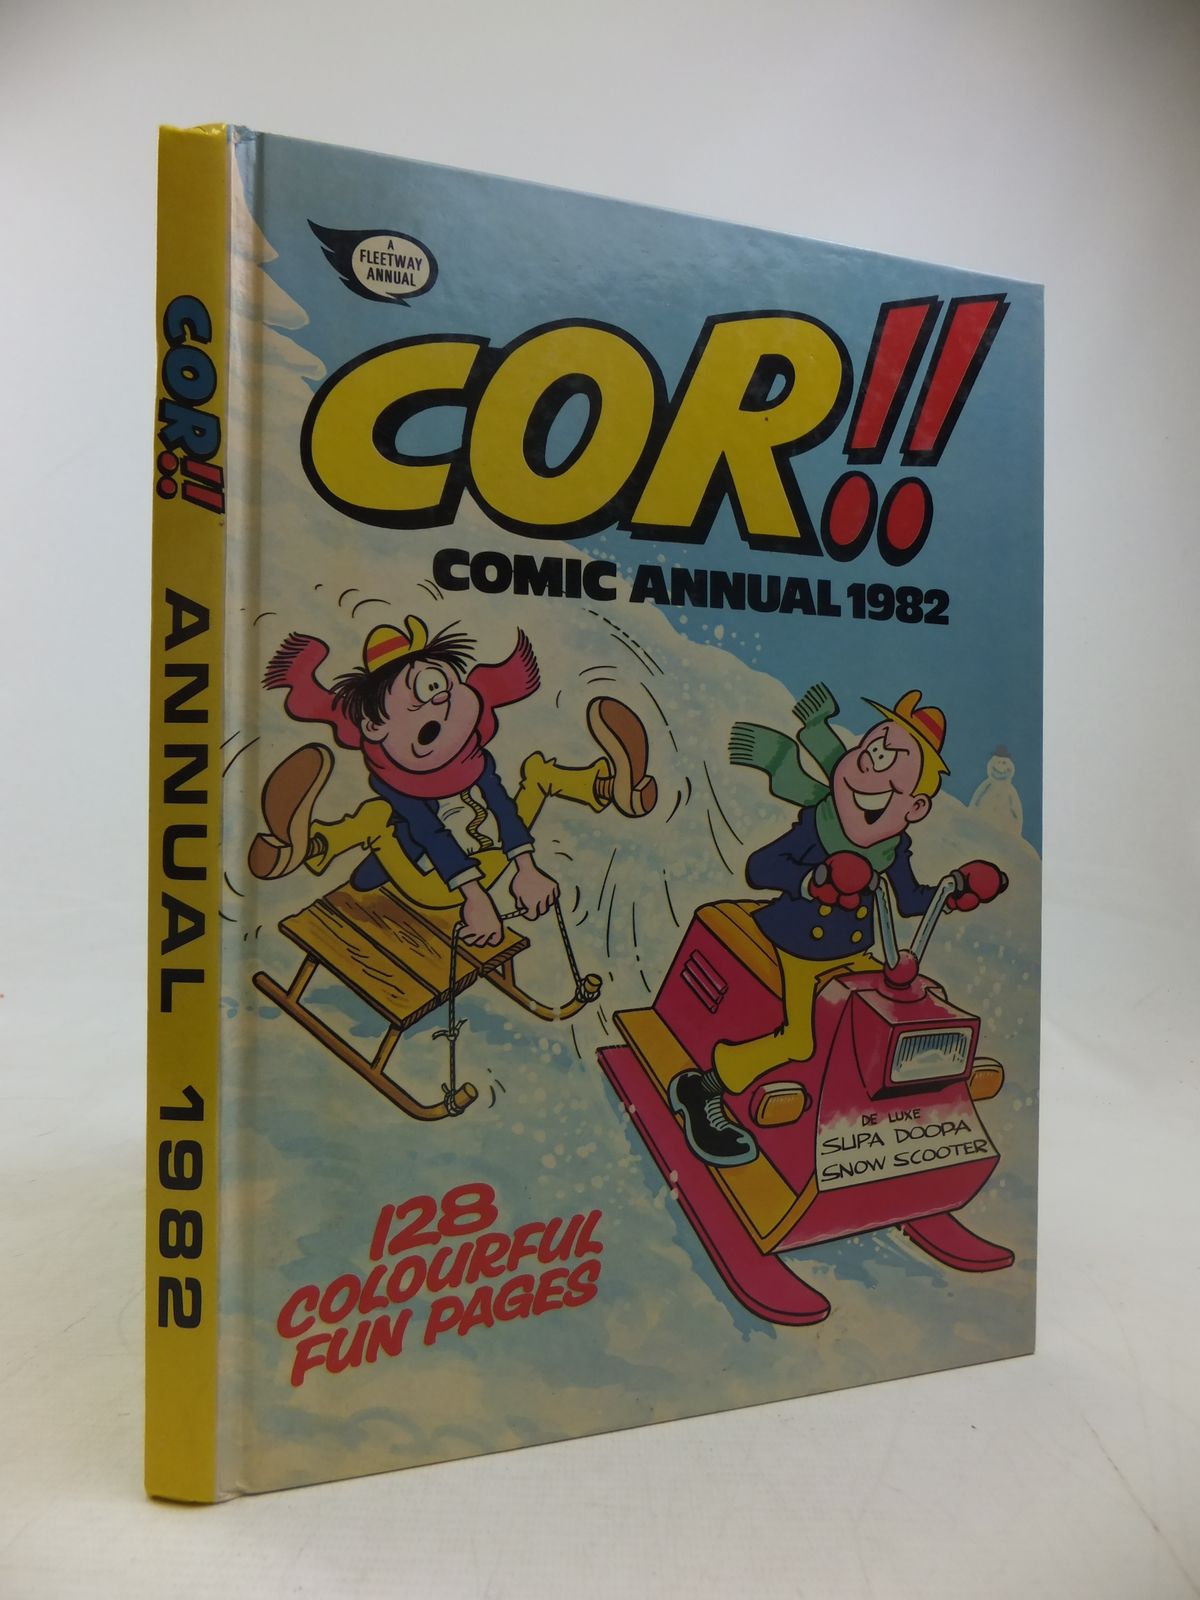 COR!! ANNUAL 1982
A
FLEETWAY
ANNUAL
COR!!
COMIC ANNUAL 1982
DE LUXE
SUPA DOOPA
SNOW SCOOTER
128
COLOURFUL
FUN PAGES